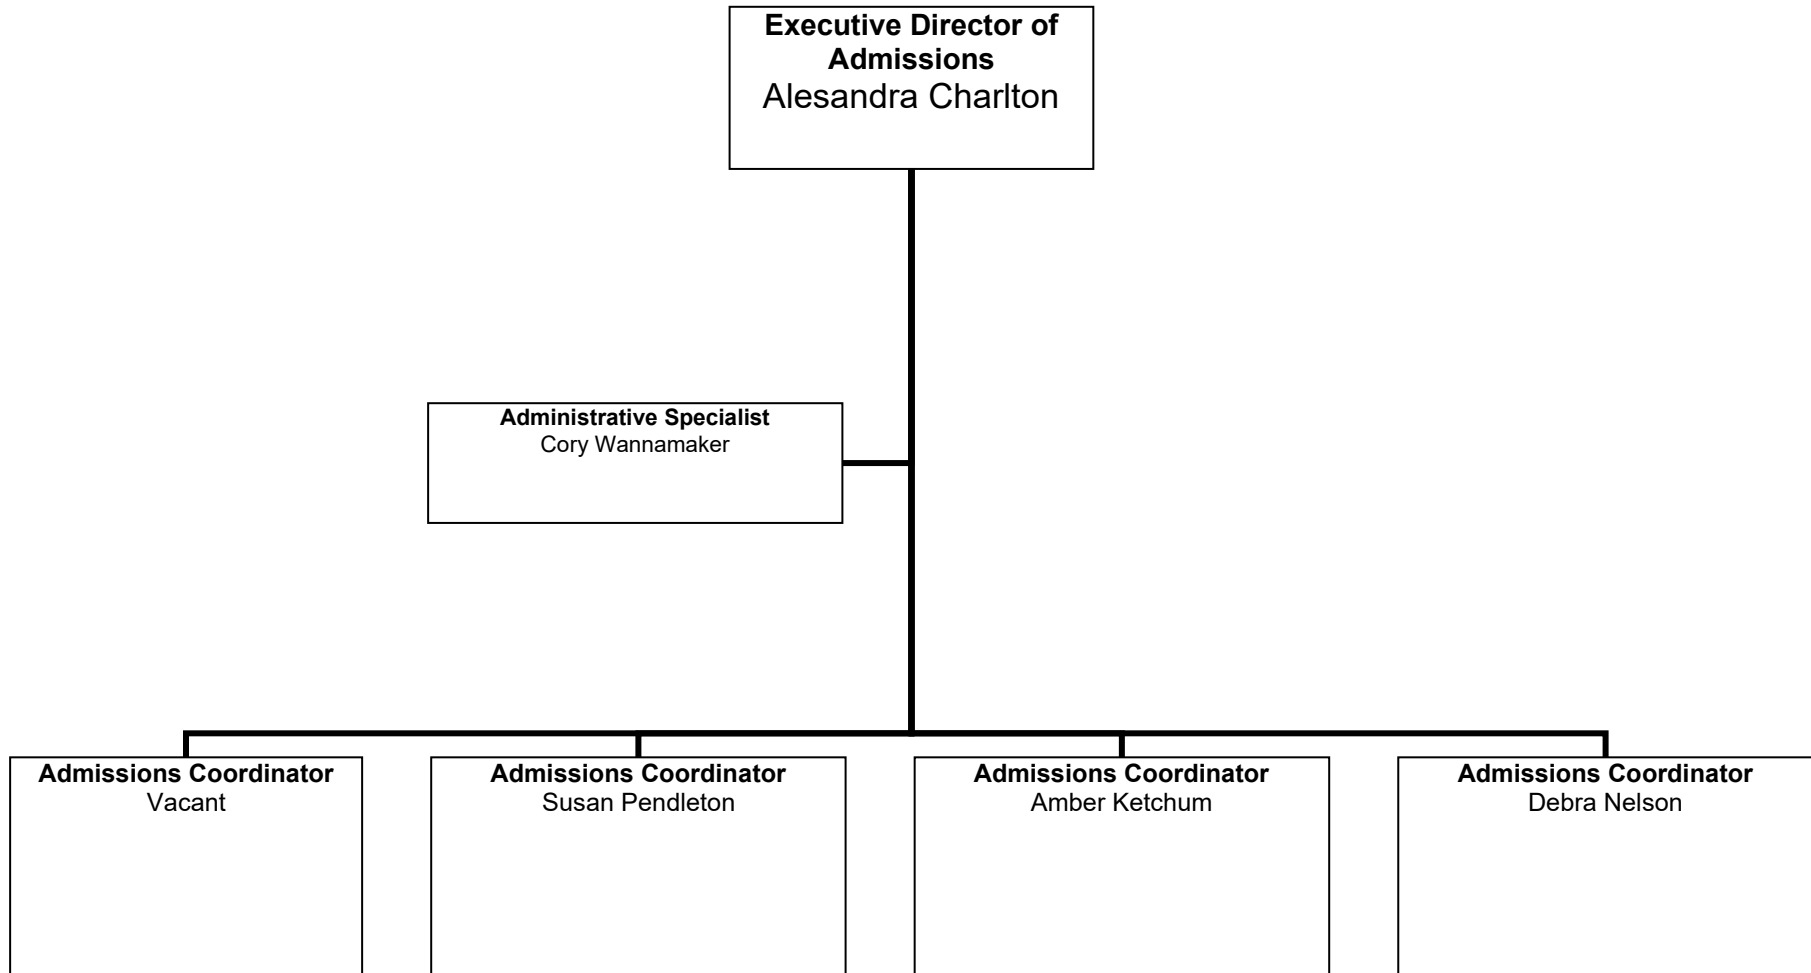 Executive Director of
Admissions
Alesandra Charlton
Administrative Specialist
Cory Wannamaker
Admissions Coordinator
Vacant
Admissions Coordinator
Susan Pendleton
Admissions Coordinator
Amber Ketchum
Admissions Coordinator
Debra Nelson